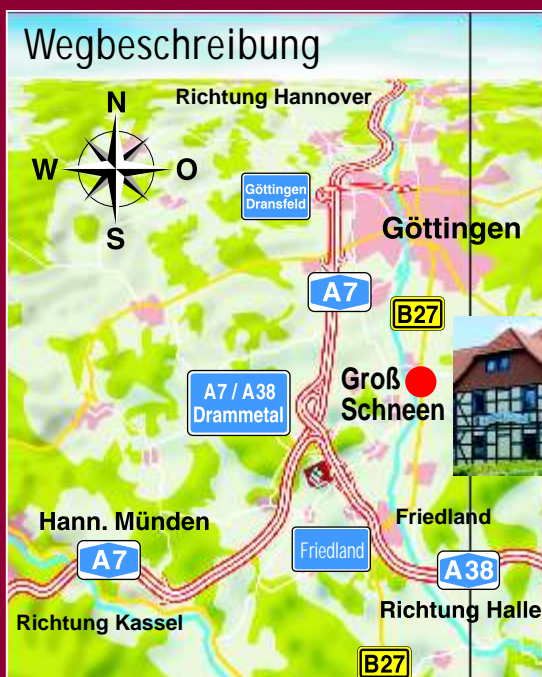 Wegbeschreibung
Richtung Hannover
N
W
O
S
Göttingen
Dransfeld
Göttingen
A7
B27
A7 / A38
Drammetal
Groß
Schneen
Hann. Münden
A7
Friedland
Friedland
A38
Richtung Halle
Richtung Kassel
B27